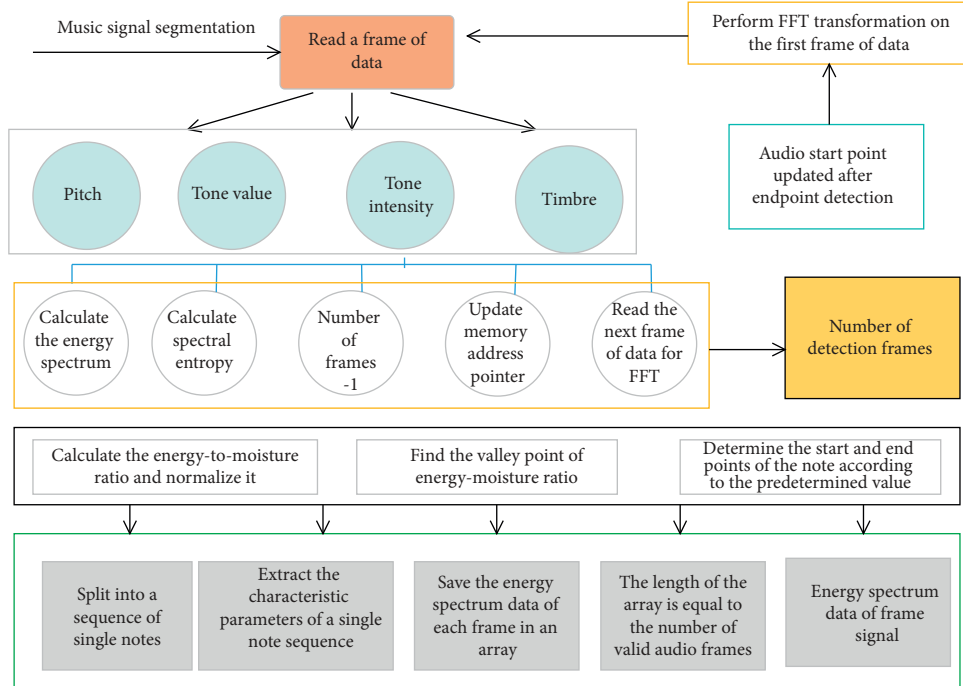 Music signal segmentation
Read a frame of
data
Perform FFT transformation on
the first frame of data
Audio start point
updated after
endpoint detection
Pitch
Tone value
Tone
intensity
Timbre
Calculate
the energy
spectrum
Calculate
spectral
entropy
Number
of
frames
-1
Update
memory
address
pointer
Read the
next frame
of data for
FFT
Number of
detection frames
Calculate the energy-to-moisture
ratio and normalize it
Find the valley point of
energy-moisture ratio
Determine the start and end
points of the note according
to the predetermined value
Split into a
sequence of
single notes
Extract the
characteristic
parameters of a single
note sequence
Save the energy
spectrum data of
each frame in an
array
The length of the
array is equal to
the number of
valid audio frames
Energy spectrum
data of frame
signal